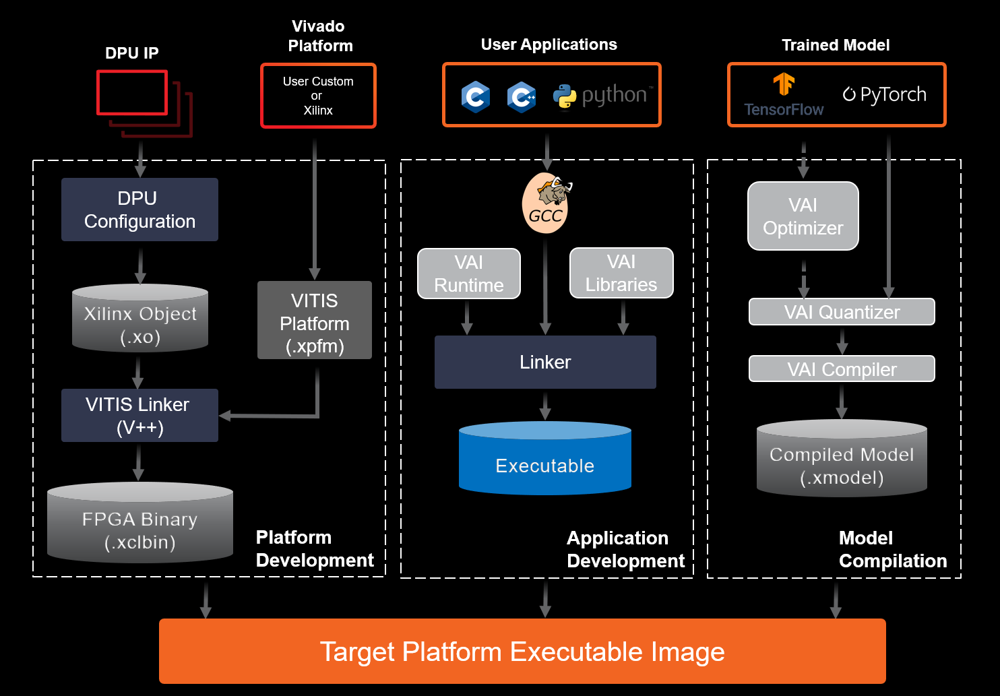 DPU IP
Vivado
Platform
User Custom
or
Xilinx
User Applications
C
C++
python™
Trained Model
TensorFlow
PyTorch
DPU
Configuration
Xilinx Object
(.xo)
VITIS
Platform
(.xpfm)
VITIS Linker
(V++)
FPGA Binary
(.xclbin)
Platform
Development
GCC
VAI
Runtime
VAI
Libraries
Linker
Executable
Application
Development
VAI
Optimizer
VAI Quantizer
VAI Compiler
Compiled Model
(.xmodel)
Model
Compilation
Target Platform Executable Image